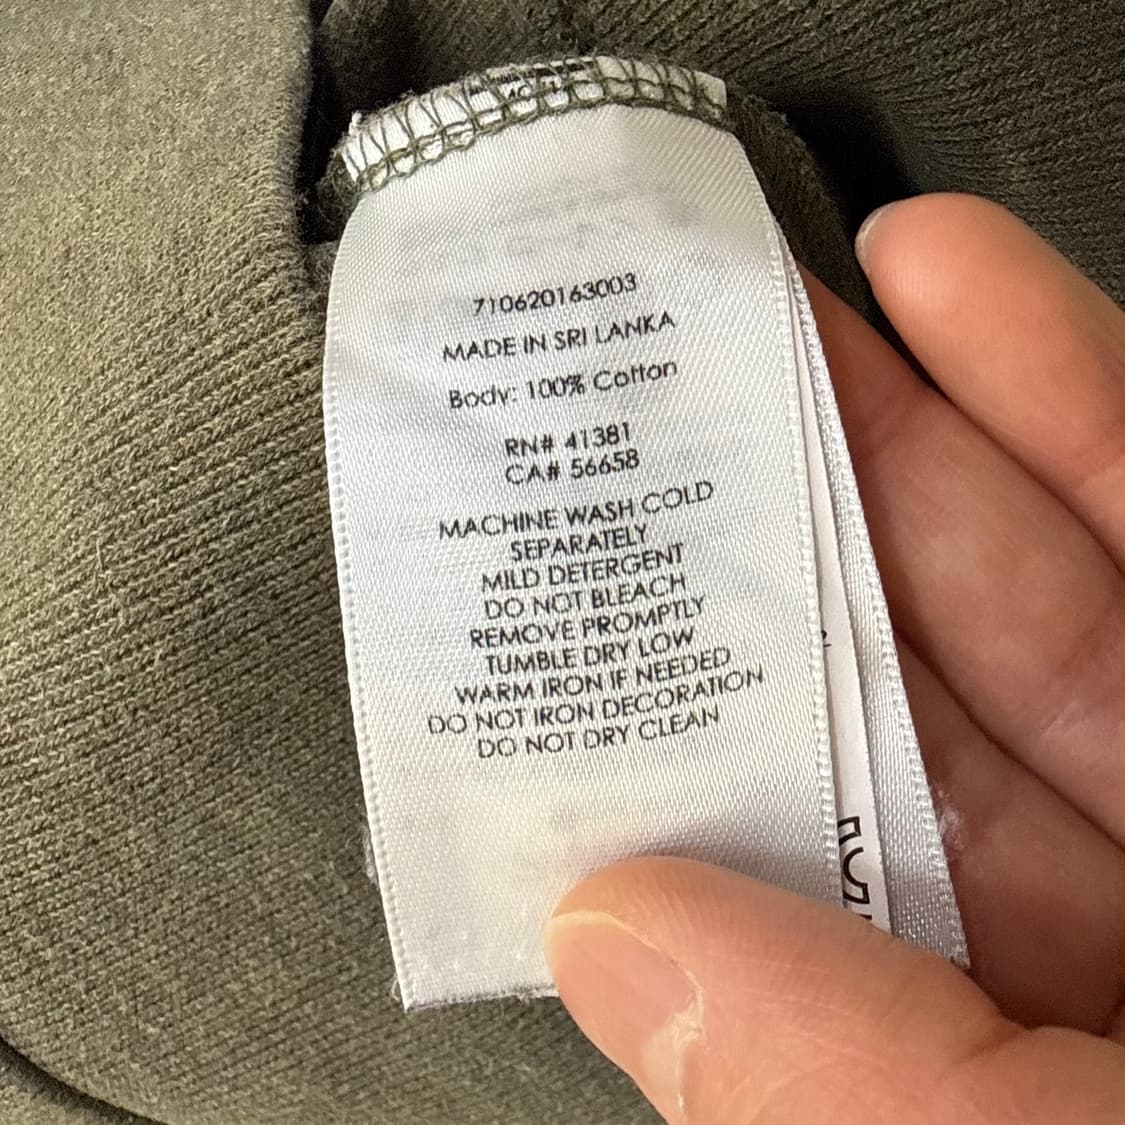 710620163003
MADE IN SRI LANKA
Body: 100% Cotton
RN# 41381
CA# 56658
MACHINE WASH COLD
SEPARATELY
MILD DETERGENT
DO NOT BLEACH
REMOVE PROMPTLY
TUMBLE DRY LOW
WARM IRON IF NEEDED
DO NOT IRON DECORATION
DO NOT DRY CLEAN